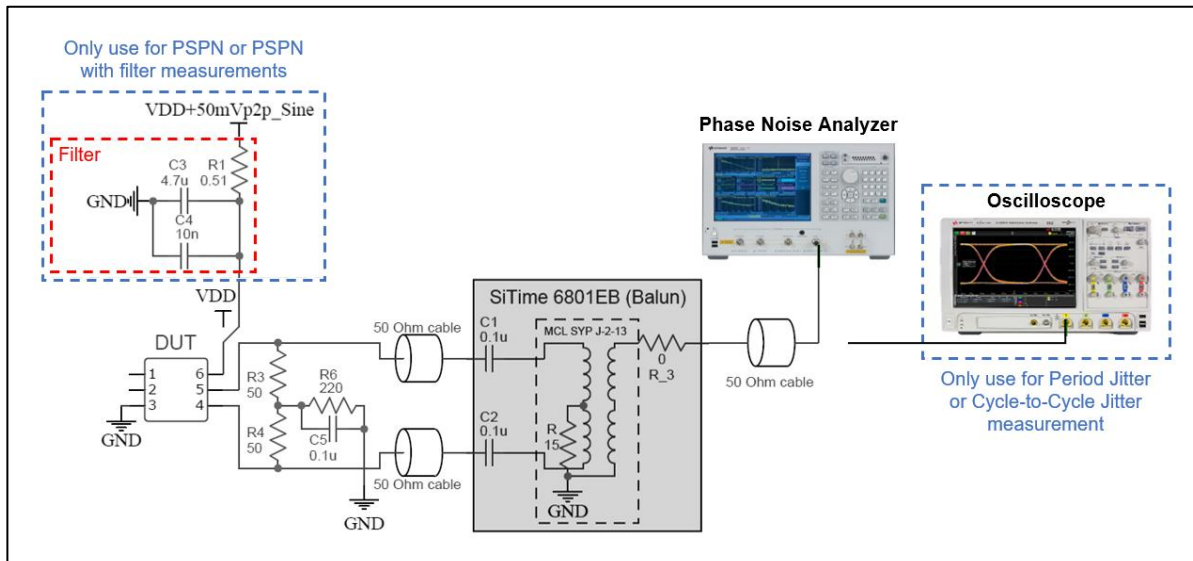 Only use for PSPN or PSPN
with filter measurements
VDD+50mVp2p_Sine
Filter
C3
4.7u
R1
0.51
GND
C4
10n
VDD
DUT
1
2
3
6
5
4
GND
R3
50
R4
50
R6
220
C5
0.1u
GND
50 Ohm cable
50 Ohm cable
SiTime 6801EB (Balun)
C1
0.1u
C2
0.1u
MCL SYP J-2-13
R
15
GND
0
R_3
50 Ohm cable
Phase Noise Analyzer
Oscilloscope
Only use for Period Jitter
or Cycle-to-Cycle Jitter
measurement